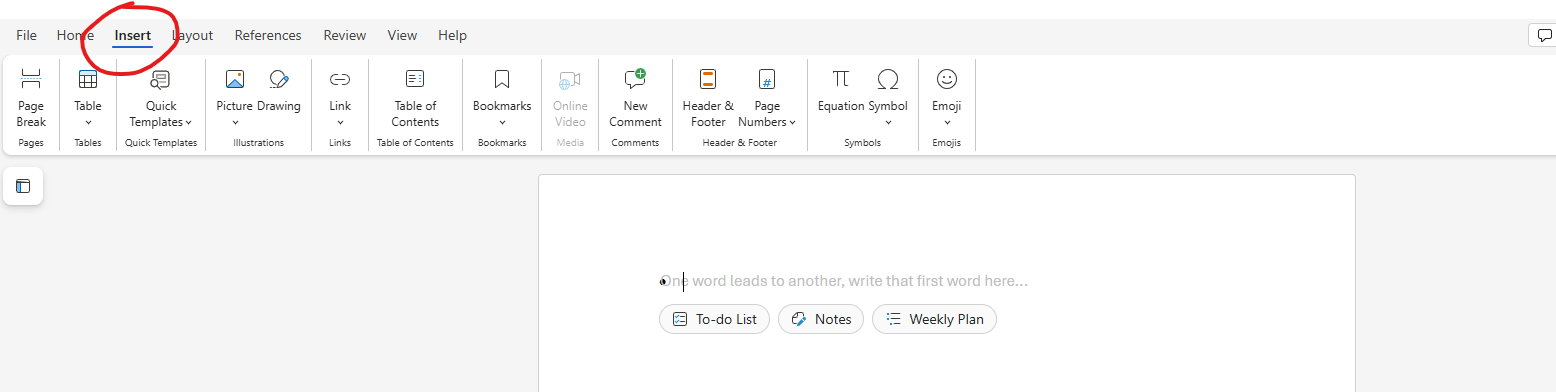 File Home Insert Layout References Review View Help
Page Break
Table
Quick Templates
Picture Drawing
Link
Table of Contents
Bookmarks
Online Video
New Comment
Header & Footer
Page Numbers
Equation Symbol
Emoji
Pages Tables Quick Templates Illustrations Links Table of Contents Bookmarks Media Comments Header & Footer Symbols Emojis
One word leads to another, write that first word here...
To-do List Notes Weekly Plan